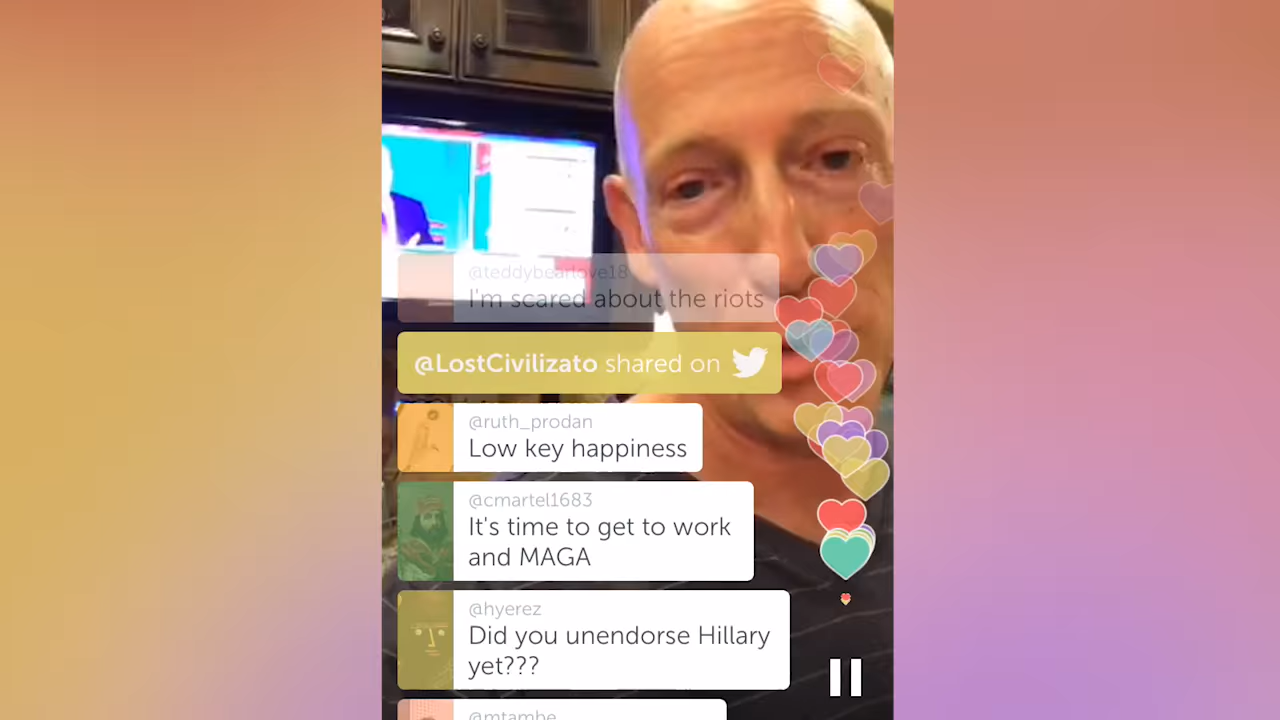 @teddybearlove18
I'm scared about the riots
@LostCivilizato shared on
@ruth_prodan
Low key happiness
@cmartel1683
It's time to get to work
and MAGA
@hyerez
Did you unendorse Hillary
yet???
@mtambe